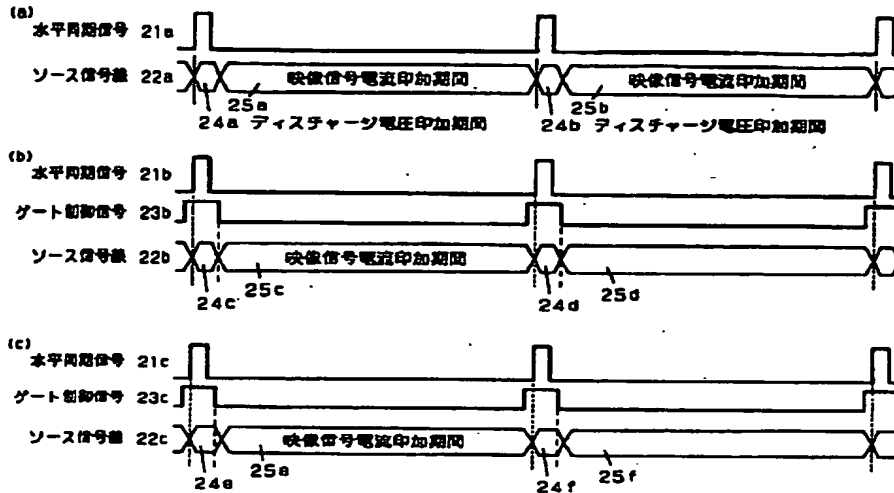 (a)
水平同期信号 21a
ソース信号線 22a
映像信号電流印加期間
映像信号電流印加期間
25a
25b
24a ディスチャージ電圧印加期間
24b ディスチャージ電圧印加期間
(b)
水平同期信号 21b
ゲート制御信号 23b
ソース信号線 22b
映像信号電流印加期間
24c
25c
24d
25d
(c)
水平同期信号 21c
ゲート制御信号 23c
ソース信号線 22c
映像信号電流印加期間
24e
25e
24f
25f